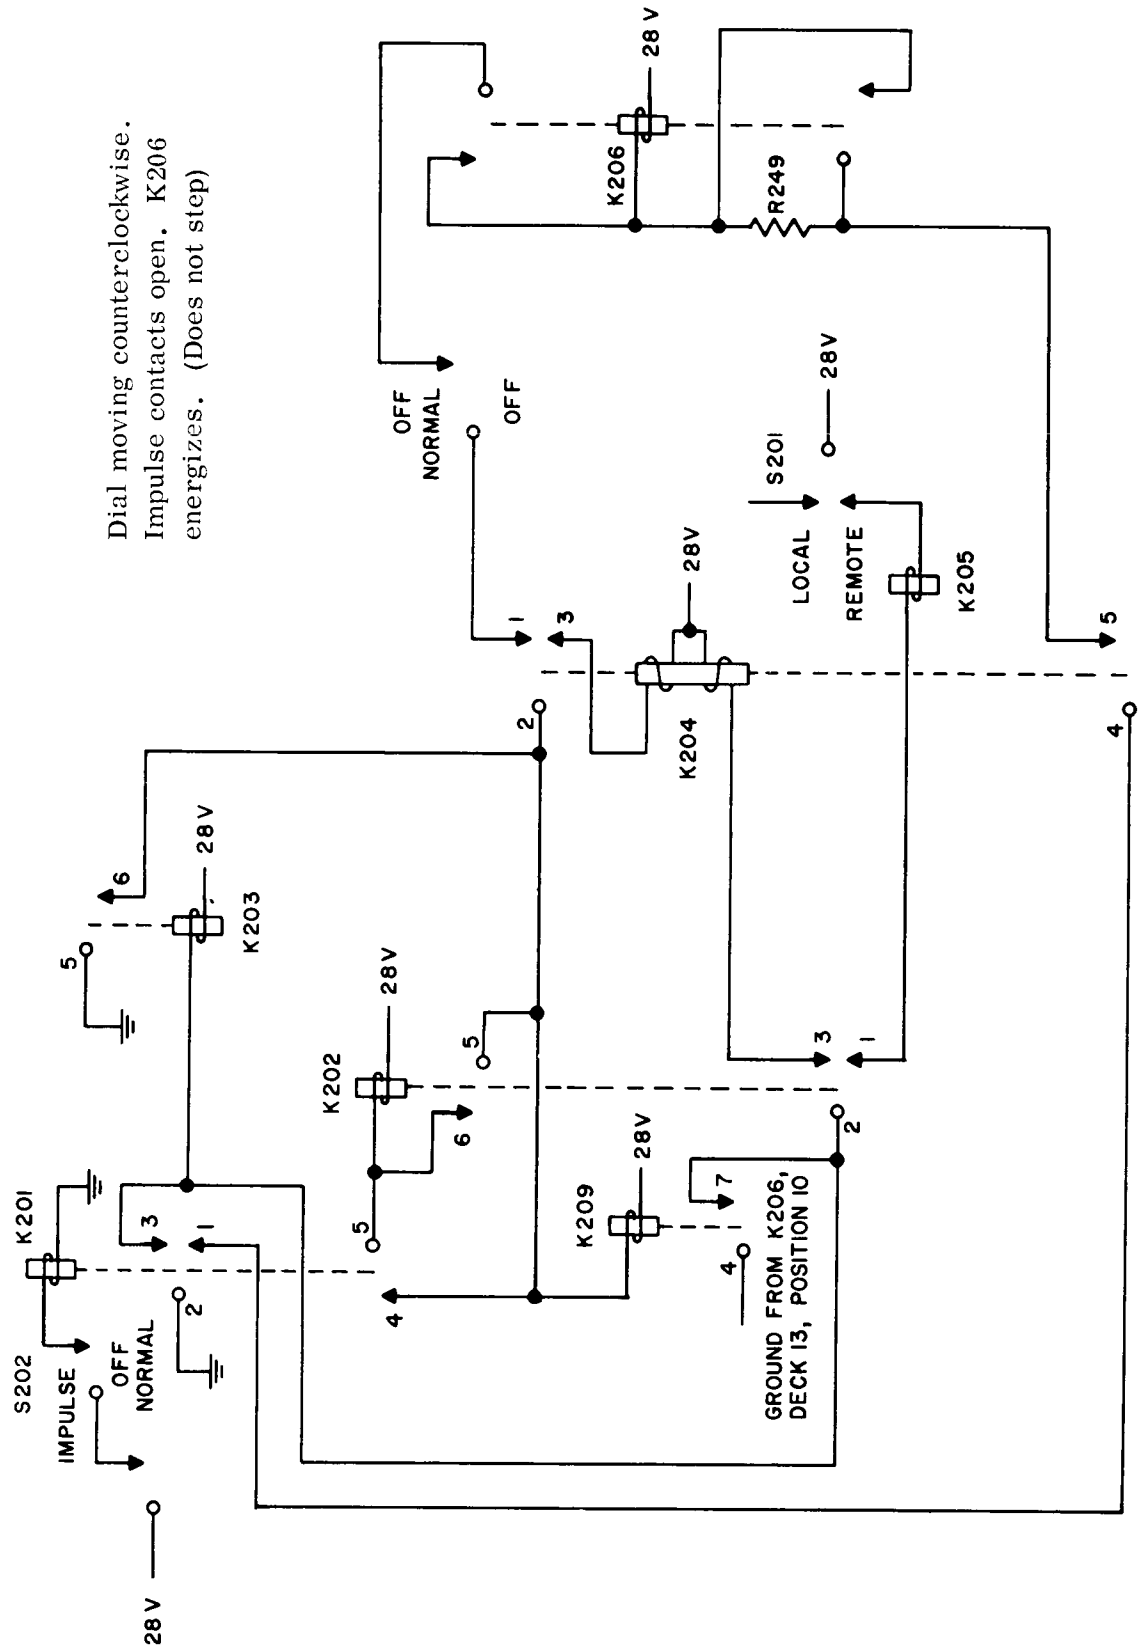 Dial moving counterclockwise.
Impulse contacts open. K206
energizes. (Does not step)
S202
K201
IMPULSE
OFF
NORMAL
28V
3
1
2
5
6
28V
K203
K202
28V
5
4
6
5
K209
28V
7
4
GROUND FROM K206,
DECK 13, POSITION 10
2
3
1
2
1
3
K204
28V
OFF
NORMAL
OFF
S201
LOCAL
REMOTE
28V
K205
4
5
K206
28V
R249